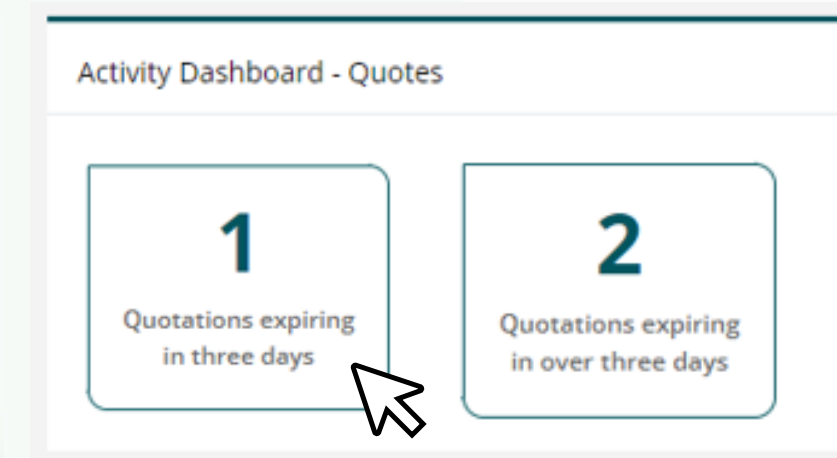 Activity Dashboard - Quotes
1
Quotations expiring
in three days
2
Quotations expiring
in over three days